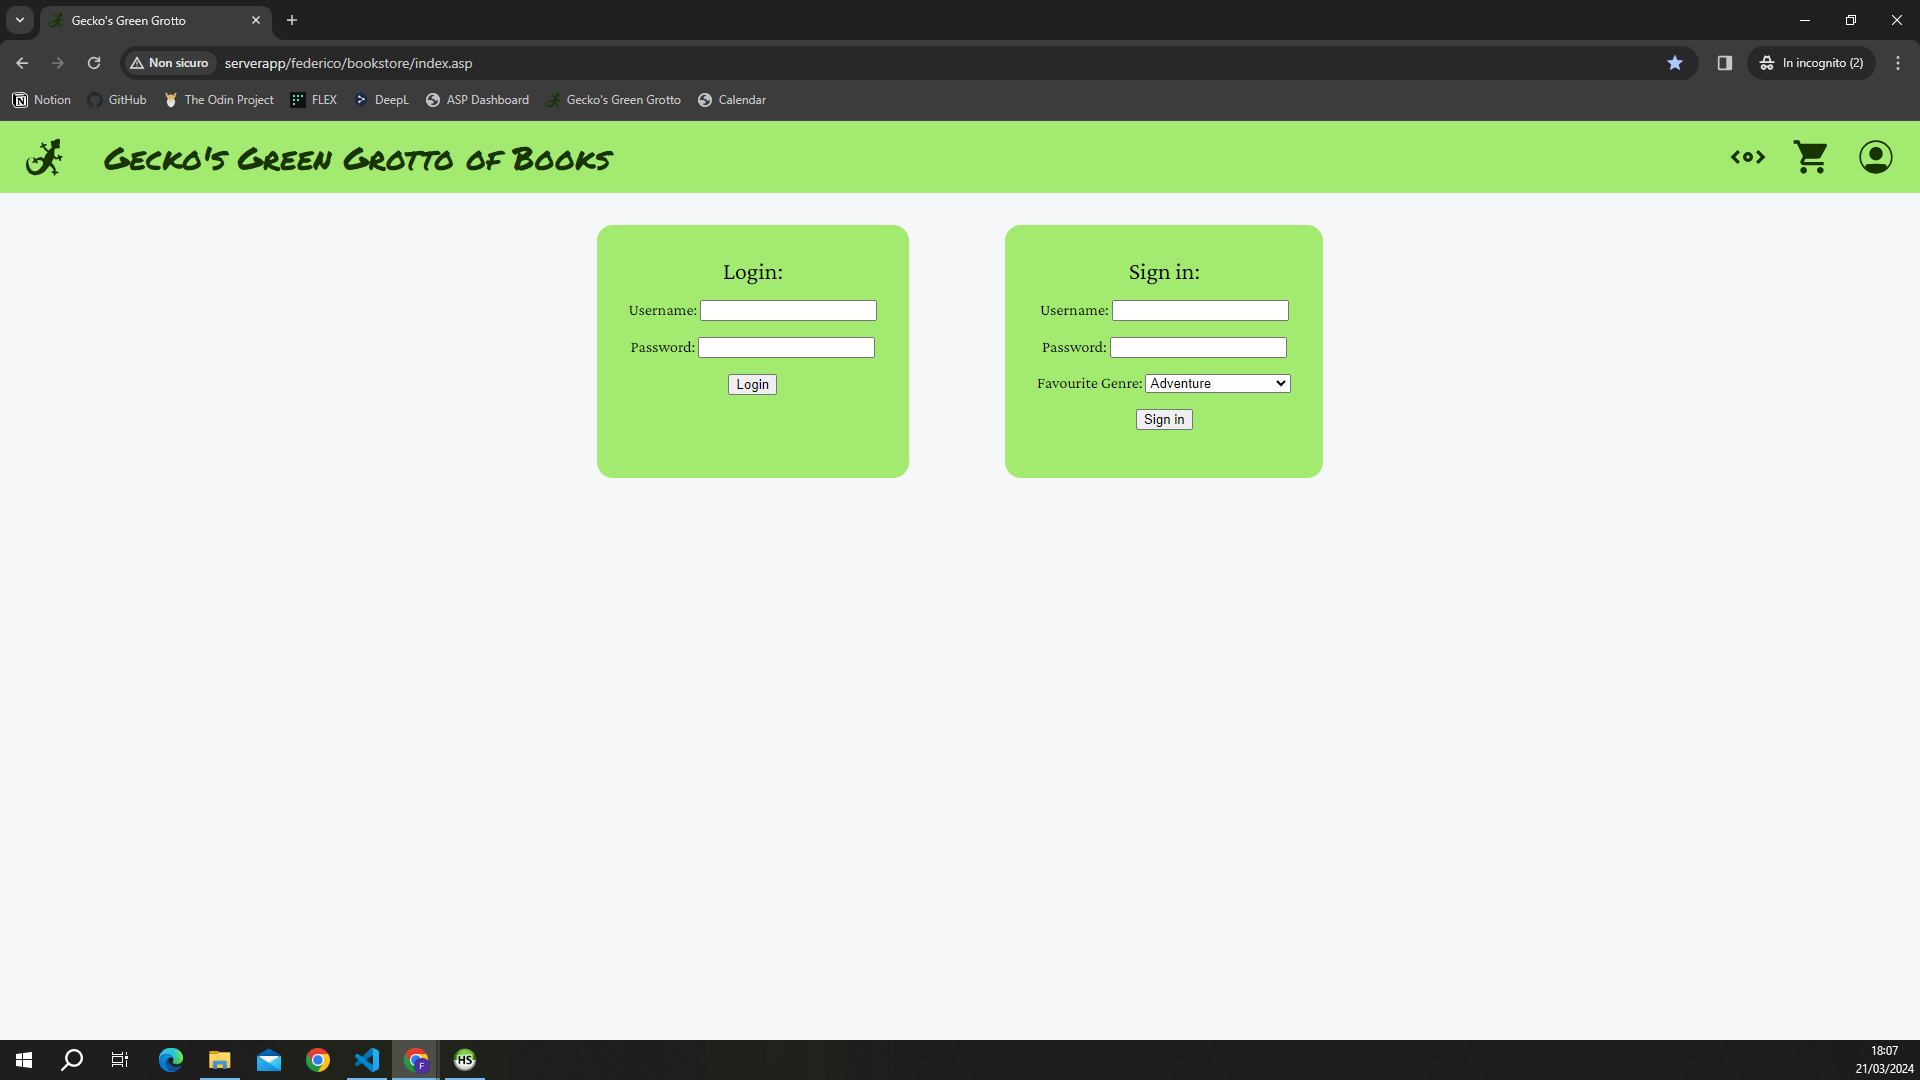 Gecko's Green Grotto
Non sicuro serverapp/federico/bookstore/index.asp In incognito (2)
Notion GitHub The Odin Project FLEX DeepL ASP Dashboard Gecko's Green Grotto Calendar
Gecko's Green Grotto of Books
Login:
Username:
Password:
Login
Sign in:
Username:
Password:
Favourite Genre: Adventure
Sign in
F
HS
18:07
21/03/2024